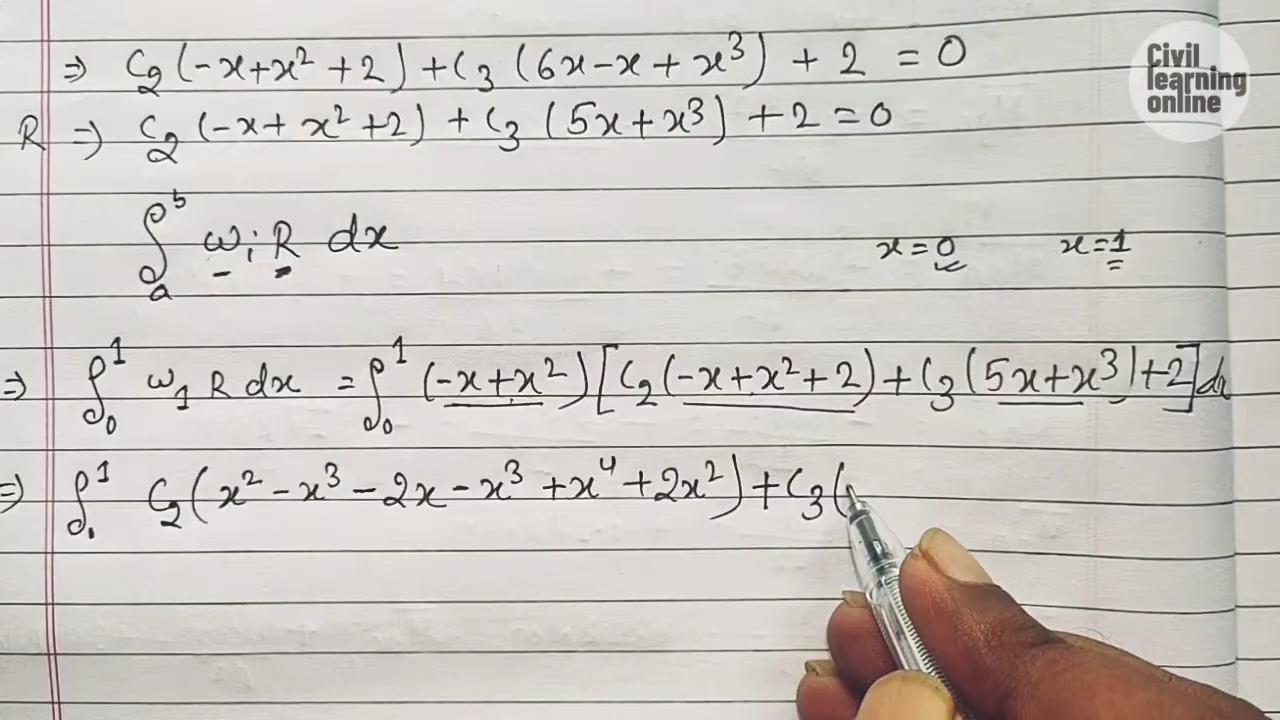 ⇒ C₂(-x+x²+2)+C₃(6x-x+x³)+2=0
Civil learning online
R ⇒ C₂(-x+x²+2)+C₃(5x+x³)+2=0
∫ₐᵇ wᵢ R dx
x=0 x=1
⇒ ∫₀¹ w₁ R dx = ∫₀¹ (-x+x²)[C₂(-x+x²+2)+C₃(5x+x³)+2]dx
⇒ ∫₀¹ C₂(x²-x³-2x-x³+x⁴+2x²)+C₃(